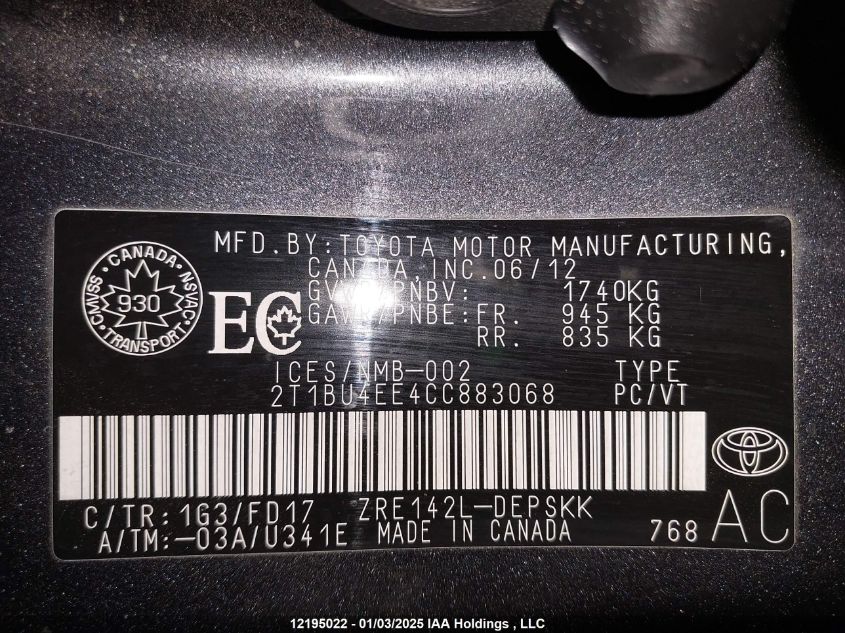 MFD.BY:TOYOTA MOTOR MANUFACTURING,
CANADA,INC.06/12
GVWR/PNBV: 1740KG
GAWR/PNBE:FR. 945 KG
RR. 835 KG
CANADA
CMVSS NSVAC
930
TRANSPORT
EC
ICES/NMB-002 TYPE
2T1BU4EE4CC883068 PC/VT
C/TR:1G3/FD17 ZRE142L-DEPSKK
A/TM:-03A/U341E MADE IN CANADA 768 AC
12195022 - 01/03/2025 IAA Holdings , LLC